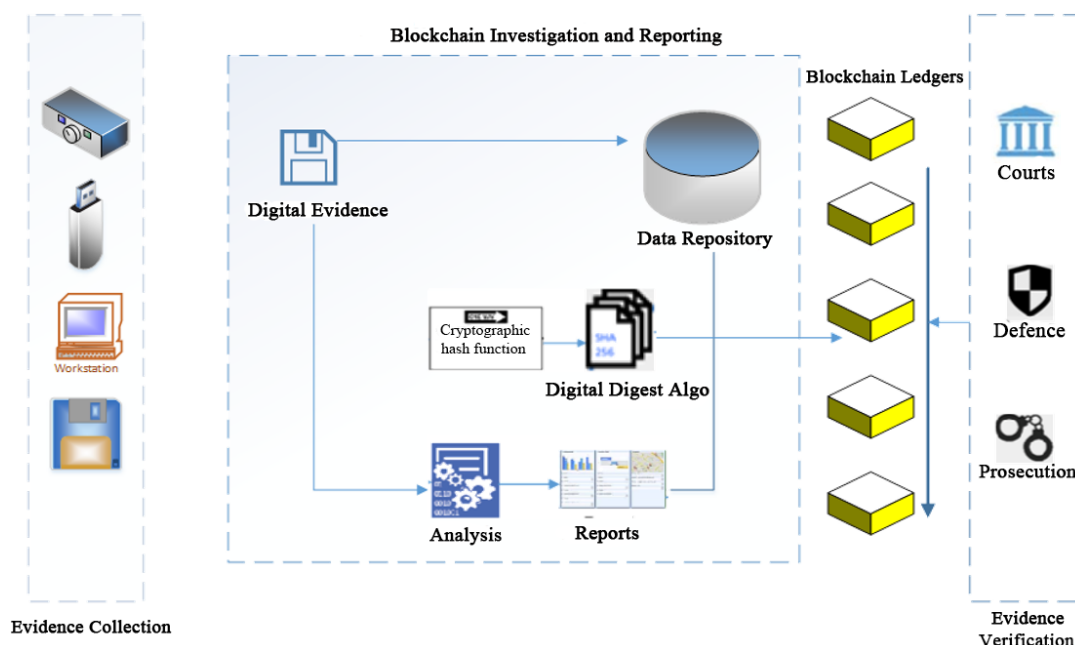 Blockchain Investigation and Reporting
Blockchain Ledgers
Digital Evidence
Data Repository
Courts
Cryptographic
hash function
SHA
256
Digital Digest Algo
Defence
Workstation
Analysis
Reports
Prosecution
Evidence Collection
Evidence
Verification